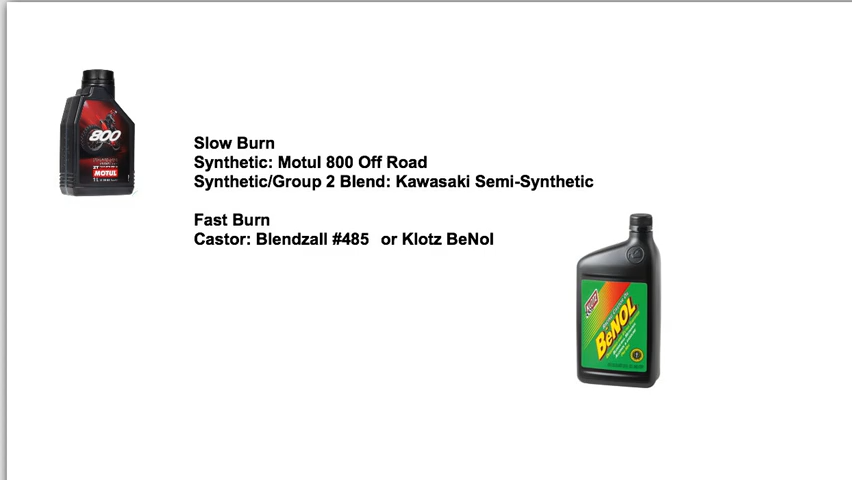 Slow Burn
Synthetic: Motul 800 Off Road
Synthetic/Group 2 Blend: Kawasaki Semi-Synthetic
Fast Burn
Castor: Blendzall #485 or Klotz BeNol
800
MOTUL
KLOTZ
BeNOL